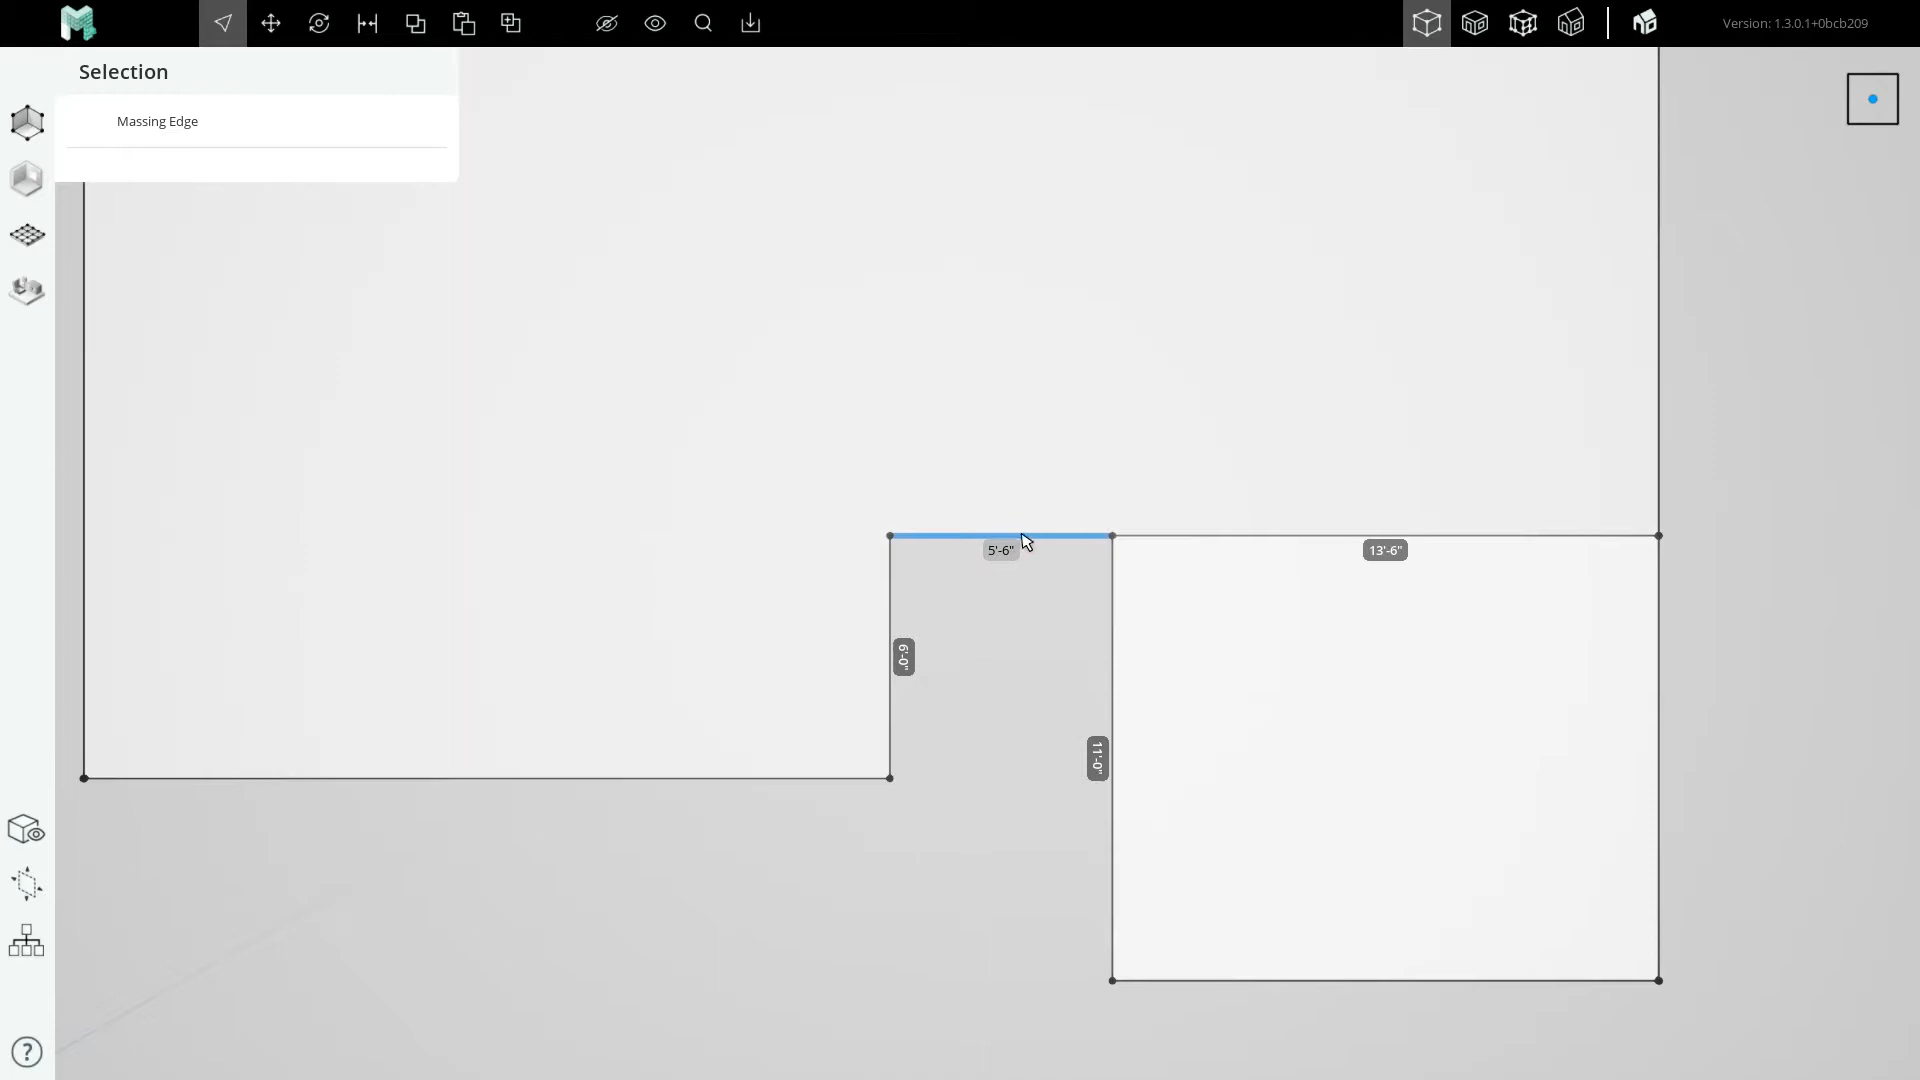 Version: 1.3.0.1+0bcb209
Selection
Massing Edge
5'-6"
13'-6"
6'-0"
11'-0"
?